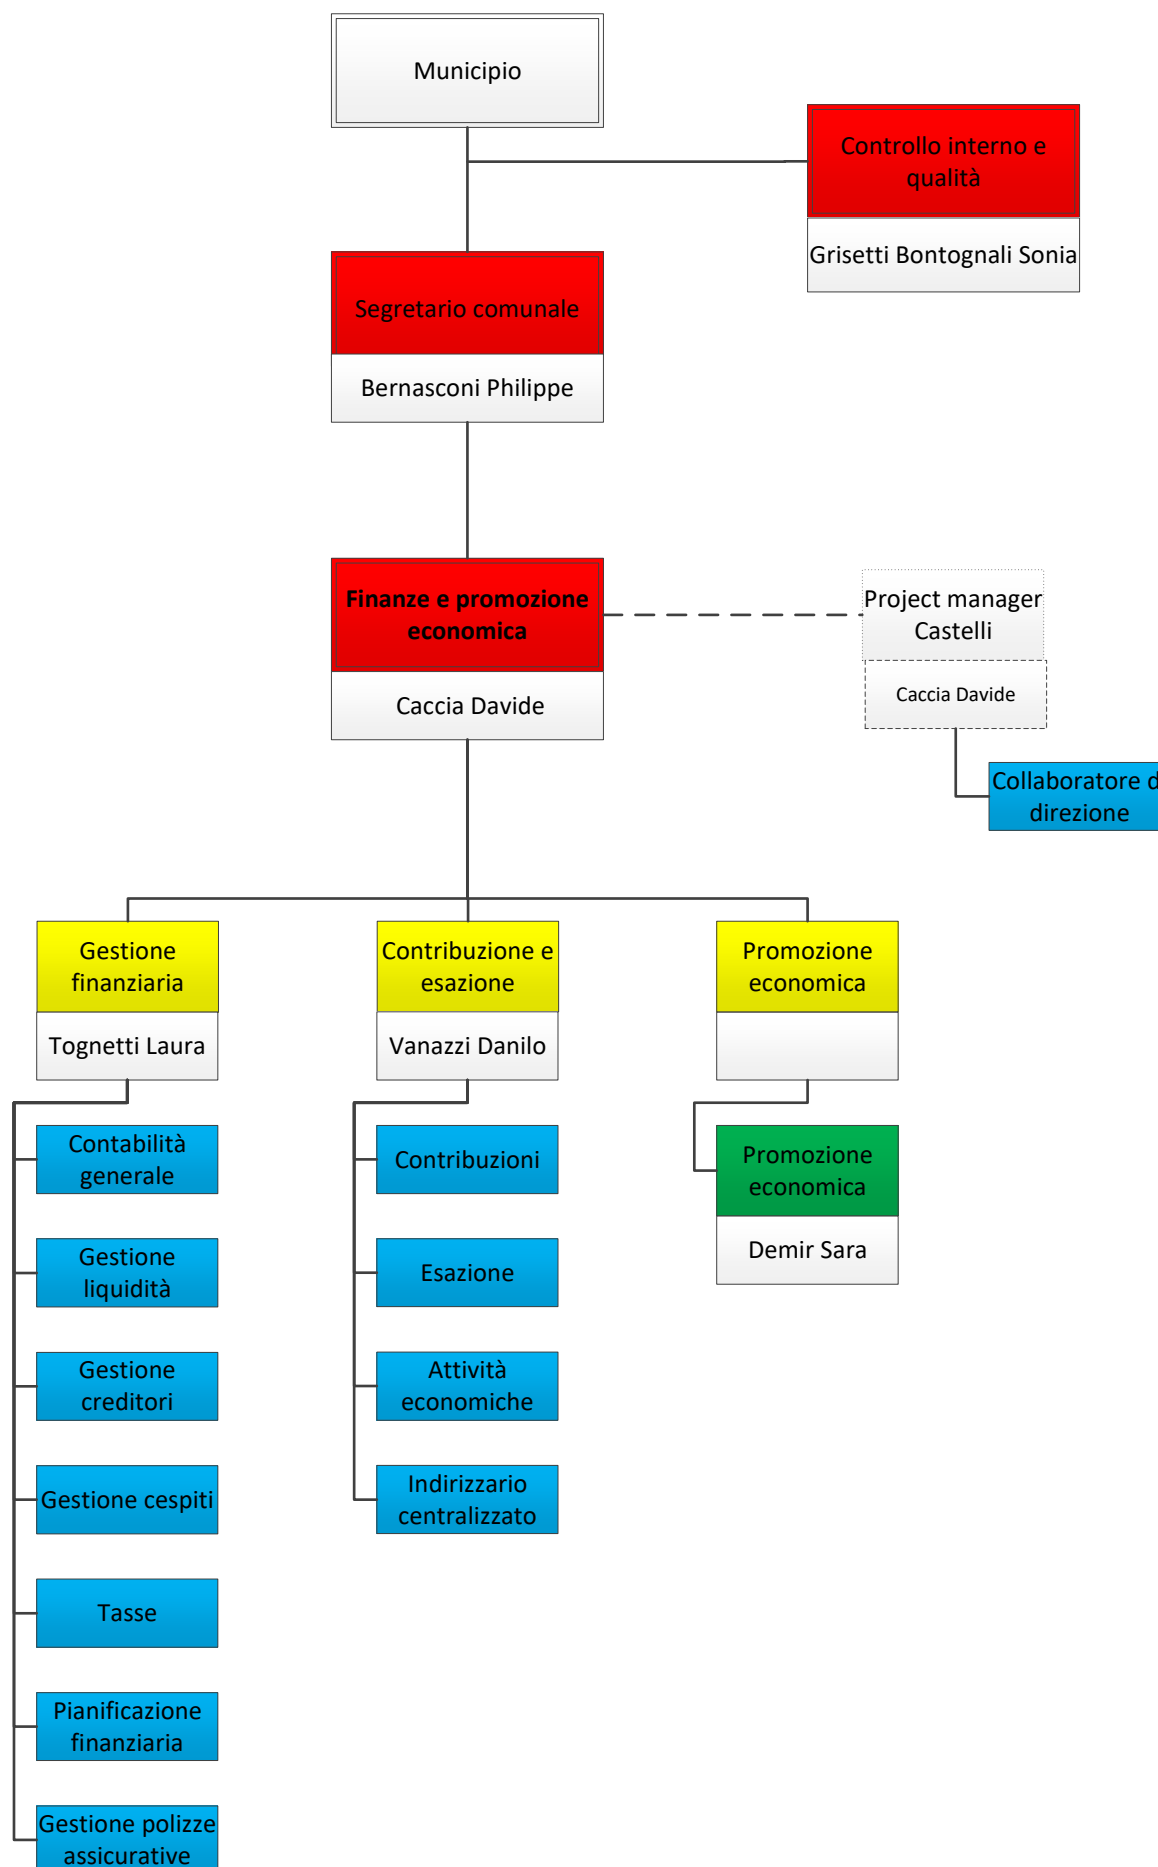 Municipio
Controllo interno e
qualità
Grisetti Bontognali Sonia
Segretario comunale
Bernasconi Philippe
Finanze e promozione
economica
Caccia Davide
Project manager
Castelli
Caccia Davide
Collaboratore d
direzione
Gestione
finanziaria
Tognetti Laura
Contribuzione e
esazione
Vanazzi Danilo
Promozione
economica
Contabilità
generale
Gestione
liquidità
Gestione
creditori
Gestione cespiti
Tasse
Pianificazione
finanziaria
Gestione polizze
assicurative
Contribuzioni
Esazione
Attività
economiche
Indirizzario
centralizzato
Promozione
economica
Demir Sara